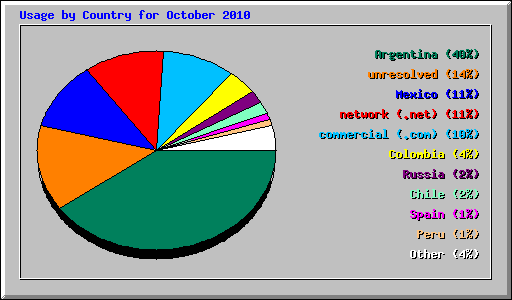 Usage by Country for October 2010
Argentina (40%)
unresolved (14%)
Mexico (11%)
network (.net) (11%)
commercial (.com) (10%)
Colombia (4%)
Russia (2%)
Chile (2%)
Spain (1%)
Peru (1%)
Other (4%)